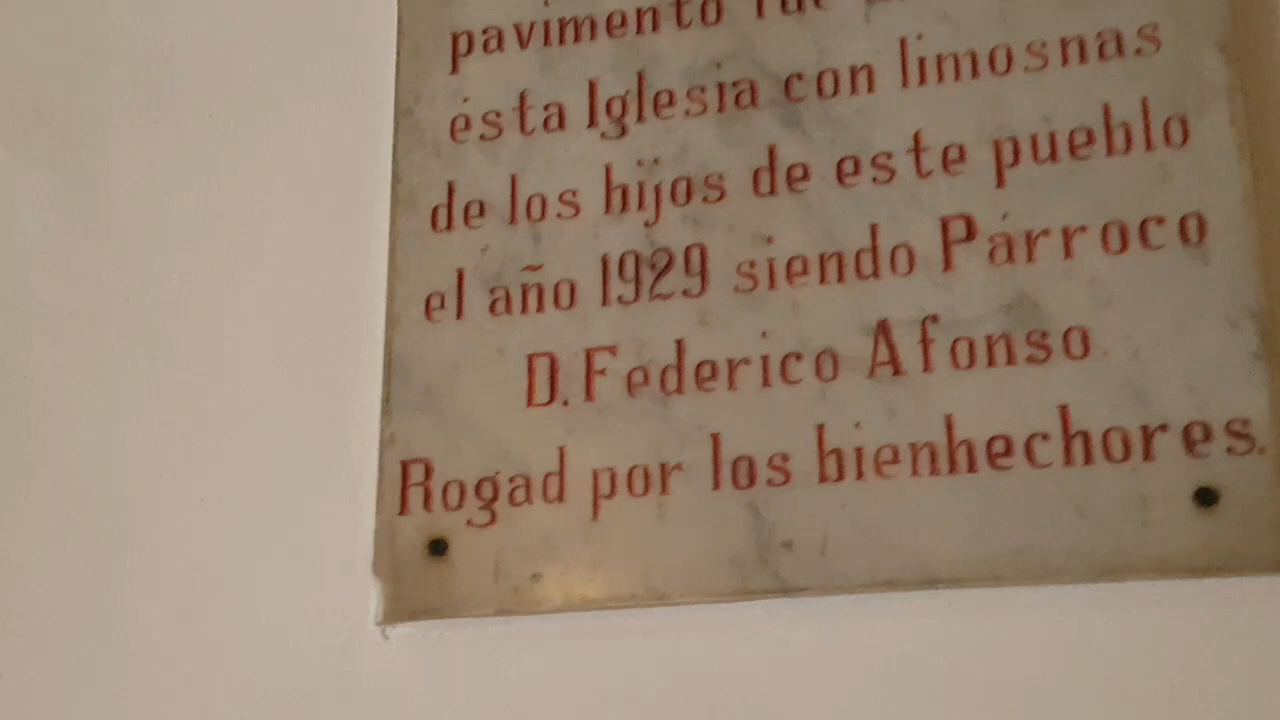 pavimento fue
ésta Iglesia con limosnas
de los hijos de este pueblo
el año 1929 siendo Párroco
D. Federico Afonso
Rogad por los bienhechores.